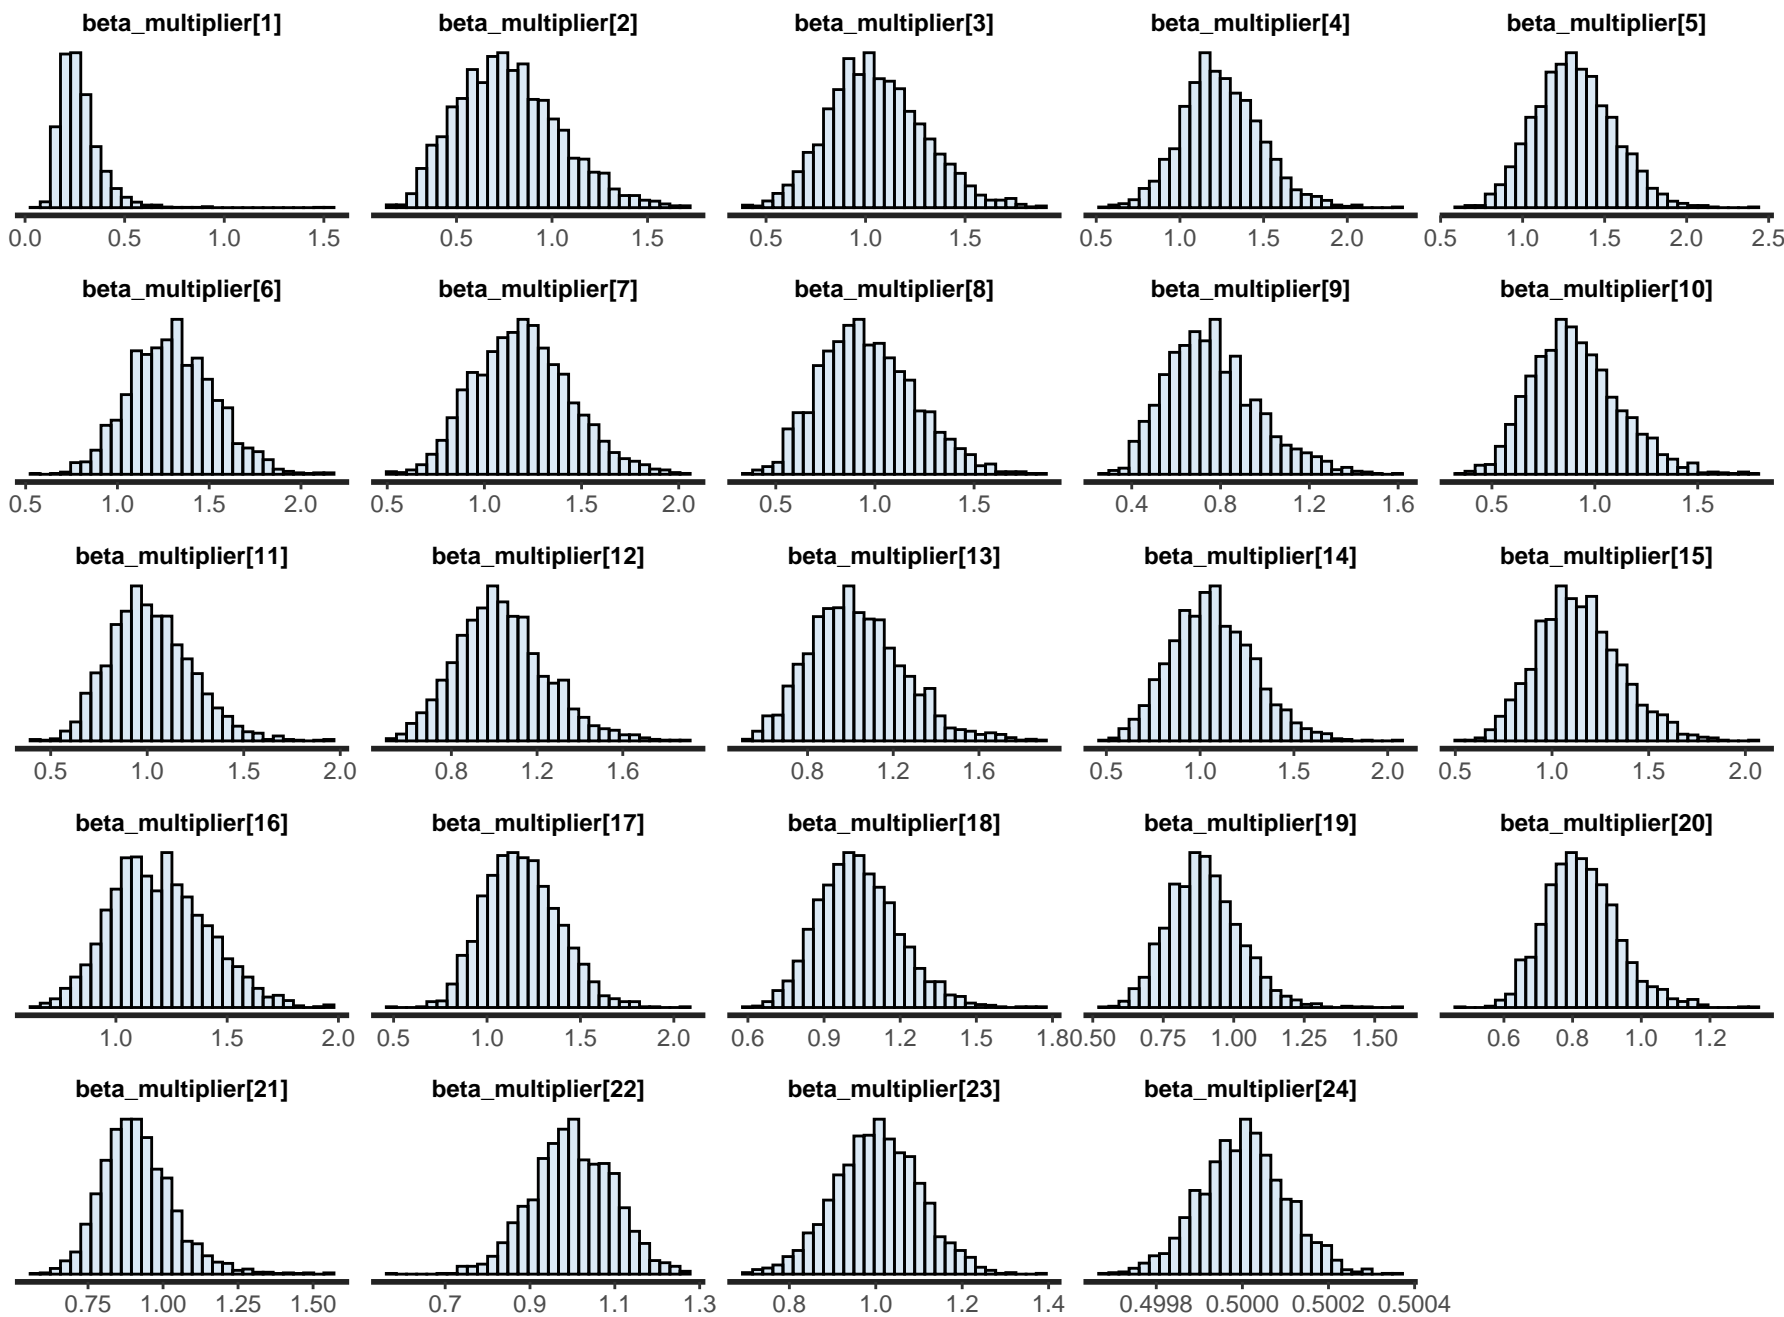 beta_multiplier[1] beta_multiplier[2] beta_multiplier[3] beta_multiplier[4] beta_multiplier[5]
0.0 0.5 1.0 1.5 0.5 1.0 1.5 0.5 1.0 1.5 0.5 1.0 1.5 2.0 0.5 1.0 1.5 2.0 2.5
beta_multiplier[6] beta_multiplier[7] beta_multiplier[8] beta_multiplier[9] beta_multiplier[10]
0.5 1.0 1.5 2.0 0.5 1.0 1.5 2.0 0.5 1.0 1.5 0.4 0.8 1.2 1.6 0.5 1.0 1.5
beta_multiplier[11] beta_multiplier[12] beta_multiplier[13] beta_multiplier[14] beta_multiplier[15]
0.5 1.0 1.5 2.0 0.8 1.2 1.6 0.8 1.2 1.6 0.5 1.0 1.5 2.0 0.5 1.0 1.5 2.0
beta_multiplier[16] beta_multiplier[17] beta_multiplier[18] beta_multiplier[19] beta_multiplier[20]
1.0 1.5 2.0 0.5 1.0 1.5 2.0 0.6 0.9 1.2 1.5 1.8 0.50 0.75 1.00 1.25 1.50 0.6 0.8 1.0 1.2
beta_multiplier[21] beta_multiplier[22] beta_multiplier[23] beta_multiplier[24]
0.75 1.00 1.25 1.50 0.7 0.9 1.1 1.3 0.8 1.0 1.2 1.4 0.4998 0.5000 0.5002 0.5004